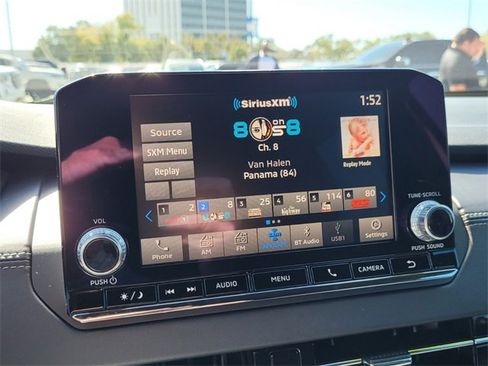 SiriusXM
1:52
Source
SXM Menu
Replay
80s on 8
Ch. 8
Van Halen
Panama (84)
Replay Mode
1 2
2 8
3 25
4 56
5 114
6 80
highway
Phone
AM
FM
BT Audio
USB1
Settings
VOL
PUSH
TUNE·SCROLL
PUSH SOUND
AUDIO
MENU
CAMERA